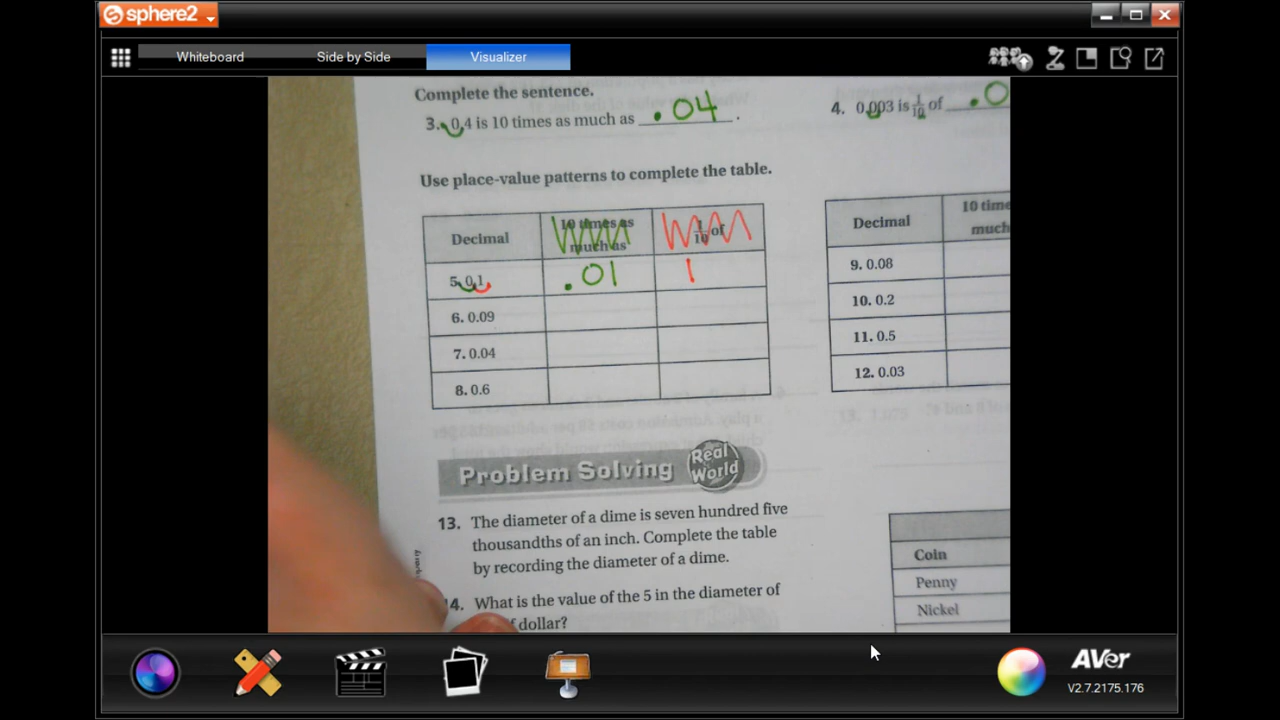 sphere2
Whiteboard
Side by Side
Visualizer
Complete the sentence.
3. 0.4 is 10 times as much as .04 .
4. 0.003 is 1/10 of .0
Use place-value patterns to complete the table.
Decimal 10 times as much as 1/10 of
5. 0.1 .01 1
6. 0.09
7. 0.04
8. 0.6
Decimal 10 time
much
9. 0.08
10. 0.2
11. 0.5
12. 0.03
Problem Solving Real World
13. The diameter of a dime is seven hundred five
thousandths of an inch. Complete the table
by recording the diameter of a dime.
14. What is the value of the 5 in the diameter of
dollar?
Coin
Penny
Nickel
AVer
V2.7.2175.176